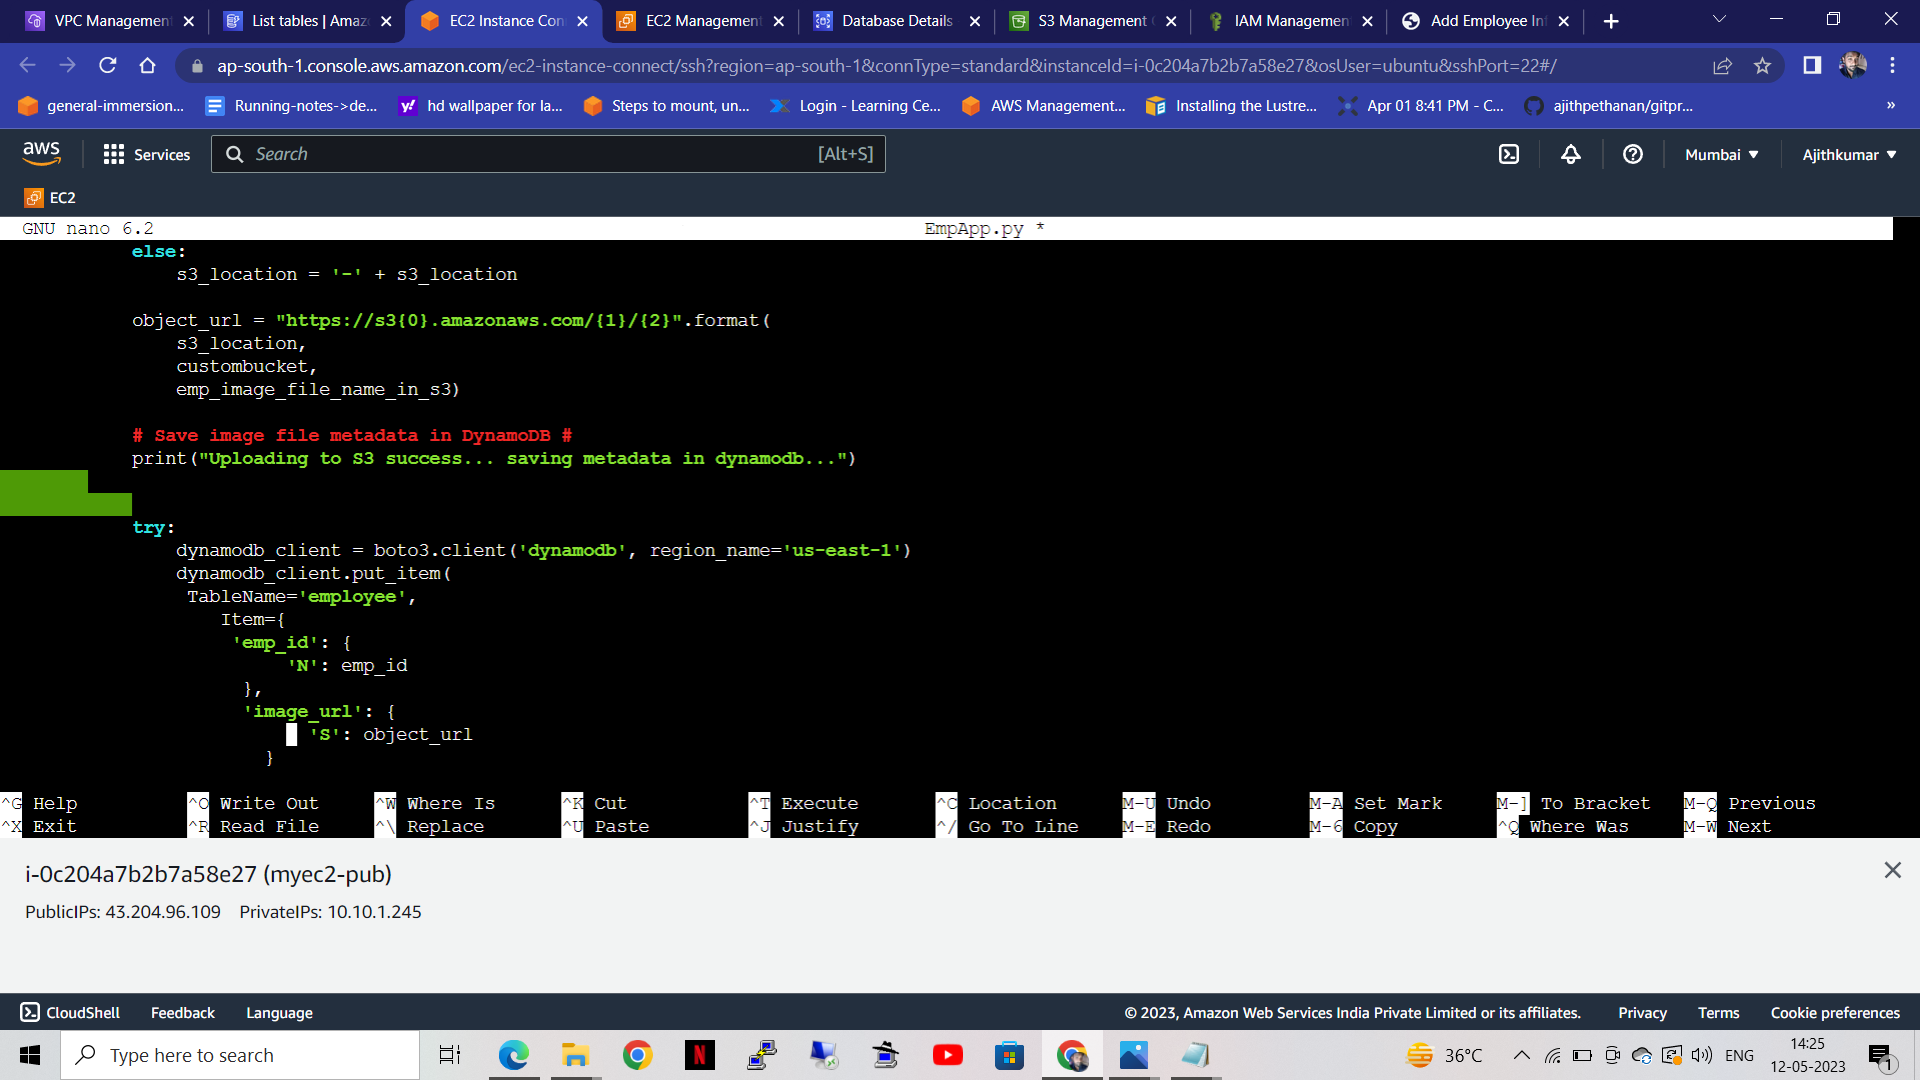 VPC Management
List tables | Amaz
EC2 Instance Con
EC2 Management
Database Details
S3 Management
IAM Managemen
Add Employee In
ap-south-1.console.aws.amazon.com/ec2-instance-connect/ssh?region=ap-south-1&connType=standard&instanceId=i-0c204a7b2b7a58e27&osUser=ubuntu&sshPort=22#/
general-immersion...
Running-notes->de...
hd wallpaper for la...
Steps to mount, un...
Login - Learning Ce...
AWS Management...
Installing the Lustre...
Apr 01 8:41 PM - C...
ajithpethanan/gitpr...
»
aws
Services
Search
[Alt+S]
Mumbai ▼
Ajithkumar ▼
EC2
GNU nano 6.2 EmpApp.py *
else:
s3_location = '-' + s3_location
object_url = "https://s3{0}.amazonaws.com/{1}/{2}".format(
s3_location,
custombucket,
emp_image_file_name_in_s3)
# Save image file metadata in DynamoDB #
print("Uploading to S3 success... saving metadata in dynamodb...")
try:
dynamodb_client = boto3.client('dynamodb', region_name='us-east-1')
dynamodb_client.put_item(
TableName='employee',
Item={
'emp_id': {
'N': emp_id
},
'image_url': {
'S': object_url
}
^G Help ^O Write Out ^W Where Is ^K Cut ^T Execute ^C Location M-U Undo M-A Set Mark M-] To Bracket M-Q Previous
^X Exit ^R Read File ^\ Replace ^U Paste ^J Justify ^/ Go To Line M-E Redo M-6 Copy ^Q Where Was M-W Next
i-0c204a7b2b7a58e27 (myec2-pub)
PublicIPs: 43.204.96.109 PrivateIPs: 10.10.1.245
CloudShell Feedback Language
© 2023, Amazon Web Services India Private Limited or its affiliates. Privacy Terms Cookie preferences
Type here to search
36°C
ENG
14:25
12-05-2023
1